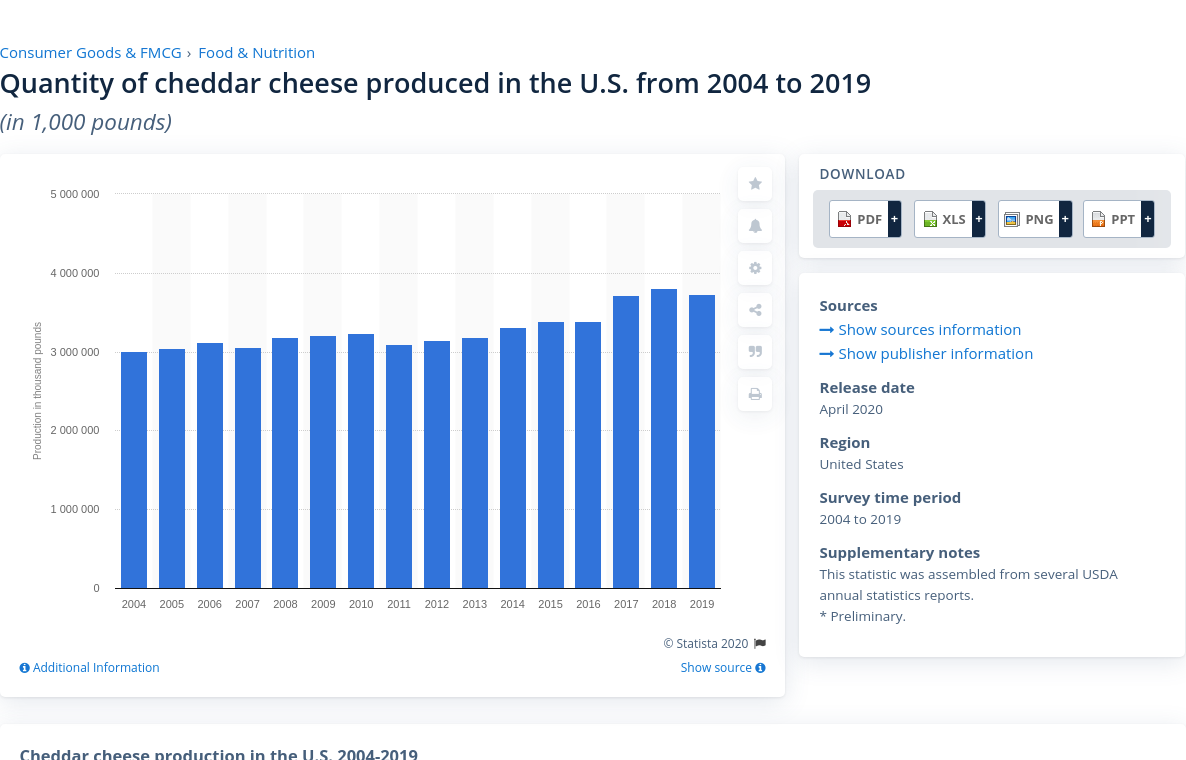 Consumer Goods & FMCG › Food & Nutrition
Quantity of cheddar cheese produced in the U.S. from 2004 to 2019
(in 1,000 pounds)
5 000 000
4 000 000
3 000 000
2 000 000
1 000 000
0
Production in thousand pounds
2004 2005 2006 2007 2008 2009 2010 2011 2012 2013 2014 2015 2016 2017 2018 2019
© Statista 2020
Additional Information
Show source
DOWNLOAD
PDF + XLS + PNG + PPT +
Sources
Show sources information
Show publisher information
Release date
April 2020
Region
United States
Survey time period
2004 to 2019
Supplementary notes
This statistic was assembled from several USDA
annual statistics reports.
* Preliminary.
Cheddar cheese production in the U.S. 2004-2019